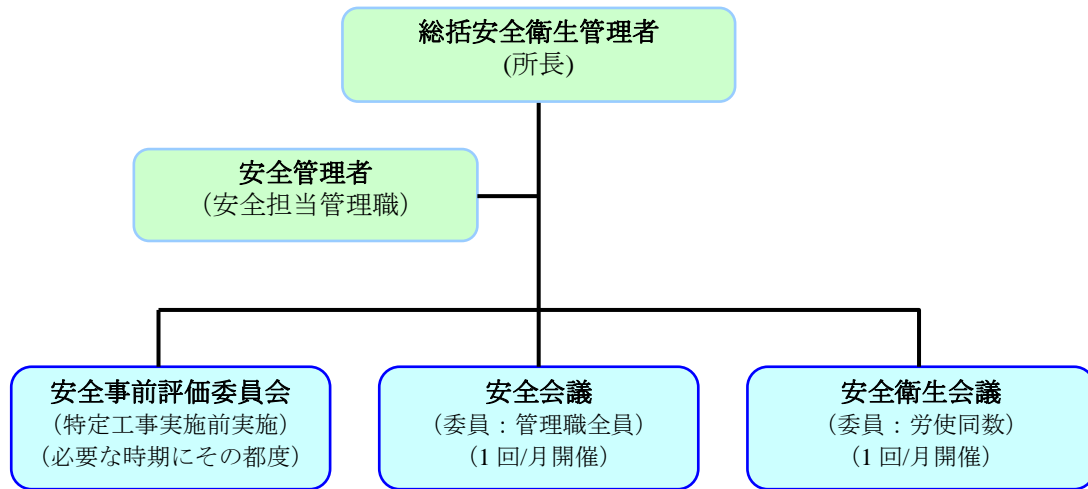 総括安全衛生管理者
(所長)
安全管理者
（安全担当管理職）
安全事前評価委員会
（特定工事実施前実施）
（必要な時期にその都度）
安全会議
（委員：管理職全員）
（1 回/月開催）
安全衛生会議
（委員：労使同数）
（1 回/月開催）